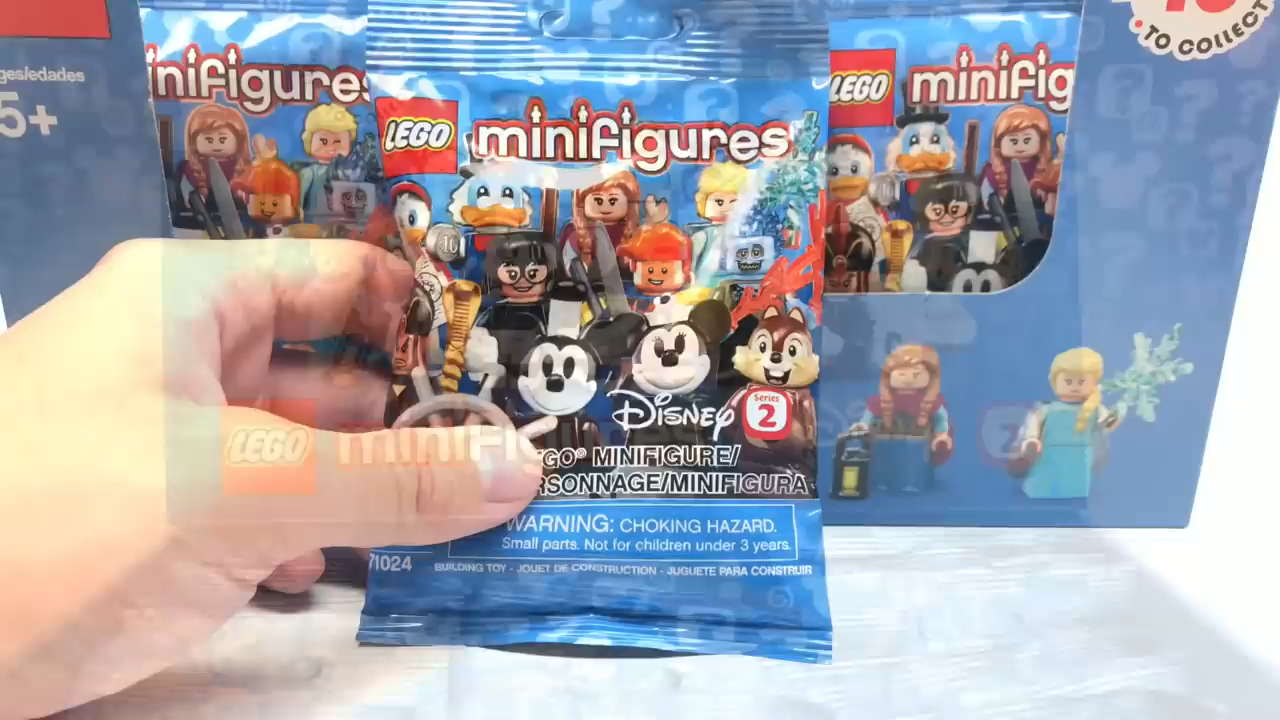 TO COLLECT
ges/edades
5+
inifigures
LEGO minifigures
LEGO minifig
10
Disney Series 2
GO® MINIFIGURE/
RSONNAGE/MINIFIGURA
LEGO minifigures
WARNING: CHOKING HAZARD.
Small parts. Not for children under 3 years.
71024
BUILDING TOY - JOUET DE CONSTRUCTION - JUGUETE PARA CONSTRUIR